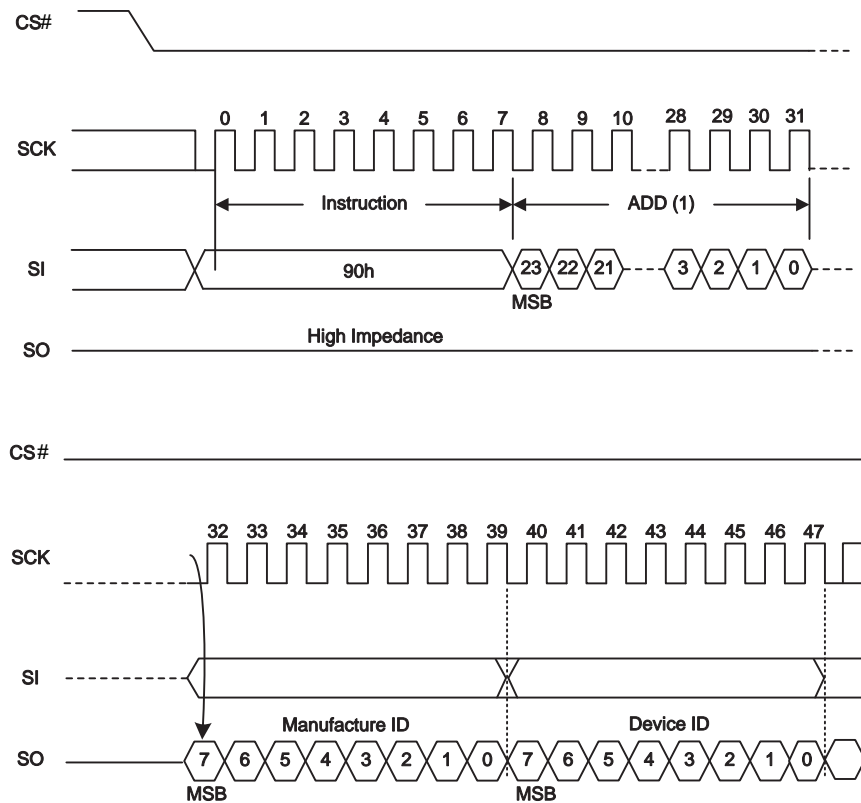 CS#
0 1 2 3 4 5 6 7 8 9 10 28 29 30 31
SCK
Instruction ADD (1)
SI 90h 23 22 21 3 2 1 0
MSB
High Impedance
SO
CS#
32 33 34 35 36 37 38 39 40 41 42 43 44 45 46 47
SCK
SI
Manufacture ID Device ID
SO 7 6 5 4 3 2 1 0 7 6 5 4 3 2 1 0
MSB MSB